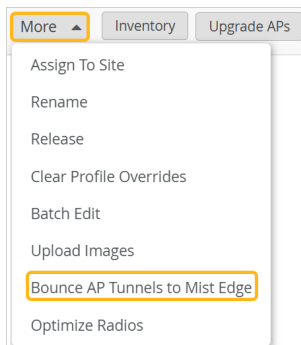 More Inventory Upgrade APs
Assign To Site
Rename
Release
Clear Profile Overrides
Batch Edit
Upload Images
Bounce AP Tunnels to Mist Edge
Optimize Radios